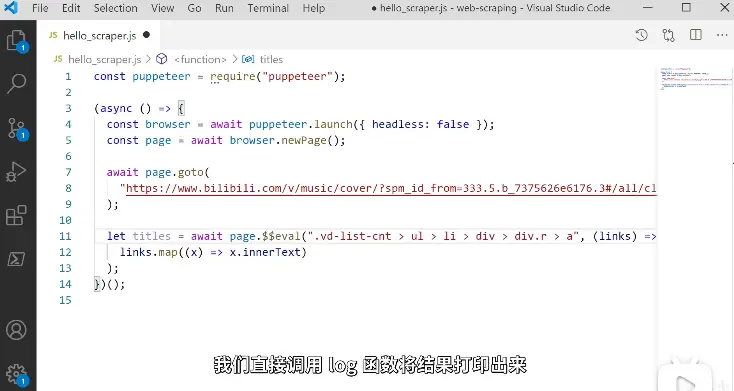 File Edit Selection View Go Run Terminal ··· ● hello_scraper.js - web-scraping - Visual Studio Code
JS hello_scraper.js ●
JS hello_scraper.js > <function> > titles
1 const puppeteer = require("puppeteer");
2
3 (async () => {
4 const browser = await puppeteer.launch({ headless: false });
5 const page = await browser.newPage();
6
7 await page.goto(
8 "https://www.bilibili.com/v/music/cover/?spm_id_from=333.5.b_7375626e6176.3#/all/cl
9 );
10
11 let titles = await page.$$eval(".vd-list-cnt > ul > li > div > div.r > a", (links) =>
12 links.map((x) => x.innerText)
13 );
14 })();
15
1
1
1
1
我们直接调用 log 函数将结果打印出来